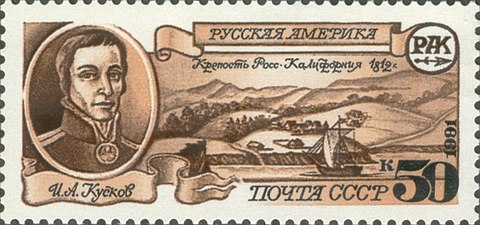 РУССКАЯ АМЕРИКА
РАК
Крепость Росс · Калифорния 1812 г.
И.А. Кусков
ПОЧТА СССР
к 50
1991